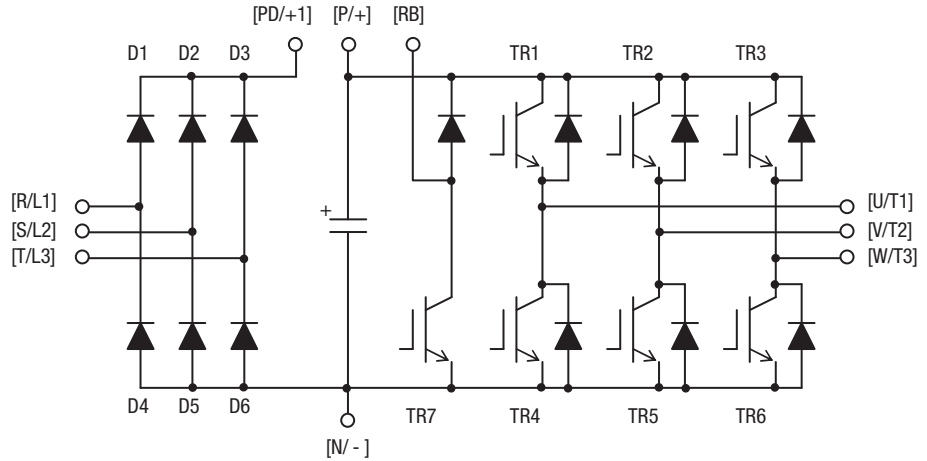 [PD/+1] [P/+] [RB]
D1 D2 D3 TR1 TR2 TR3
[R/L1] [U/T1]
[S/L2] + [V/T2]
[T/L3] [W/T3]
D4 D5 D6 TR7 TR4 TR5 TR6
[N/ - ]